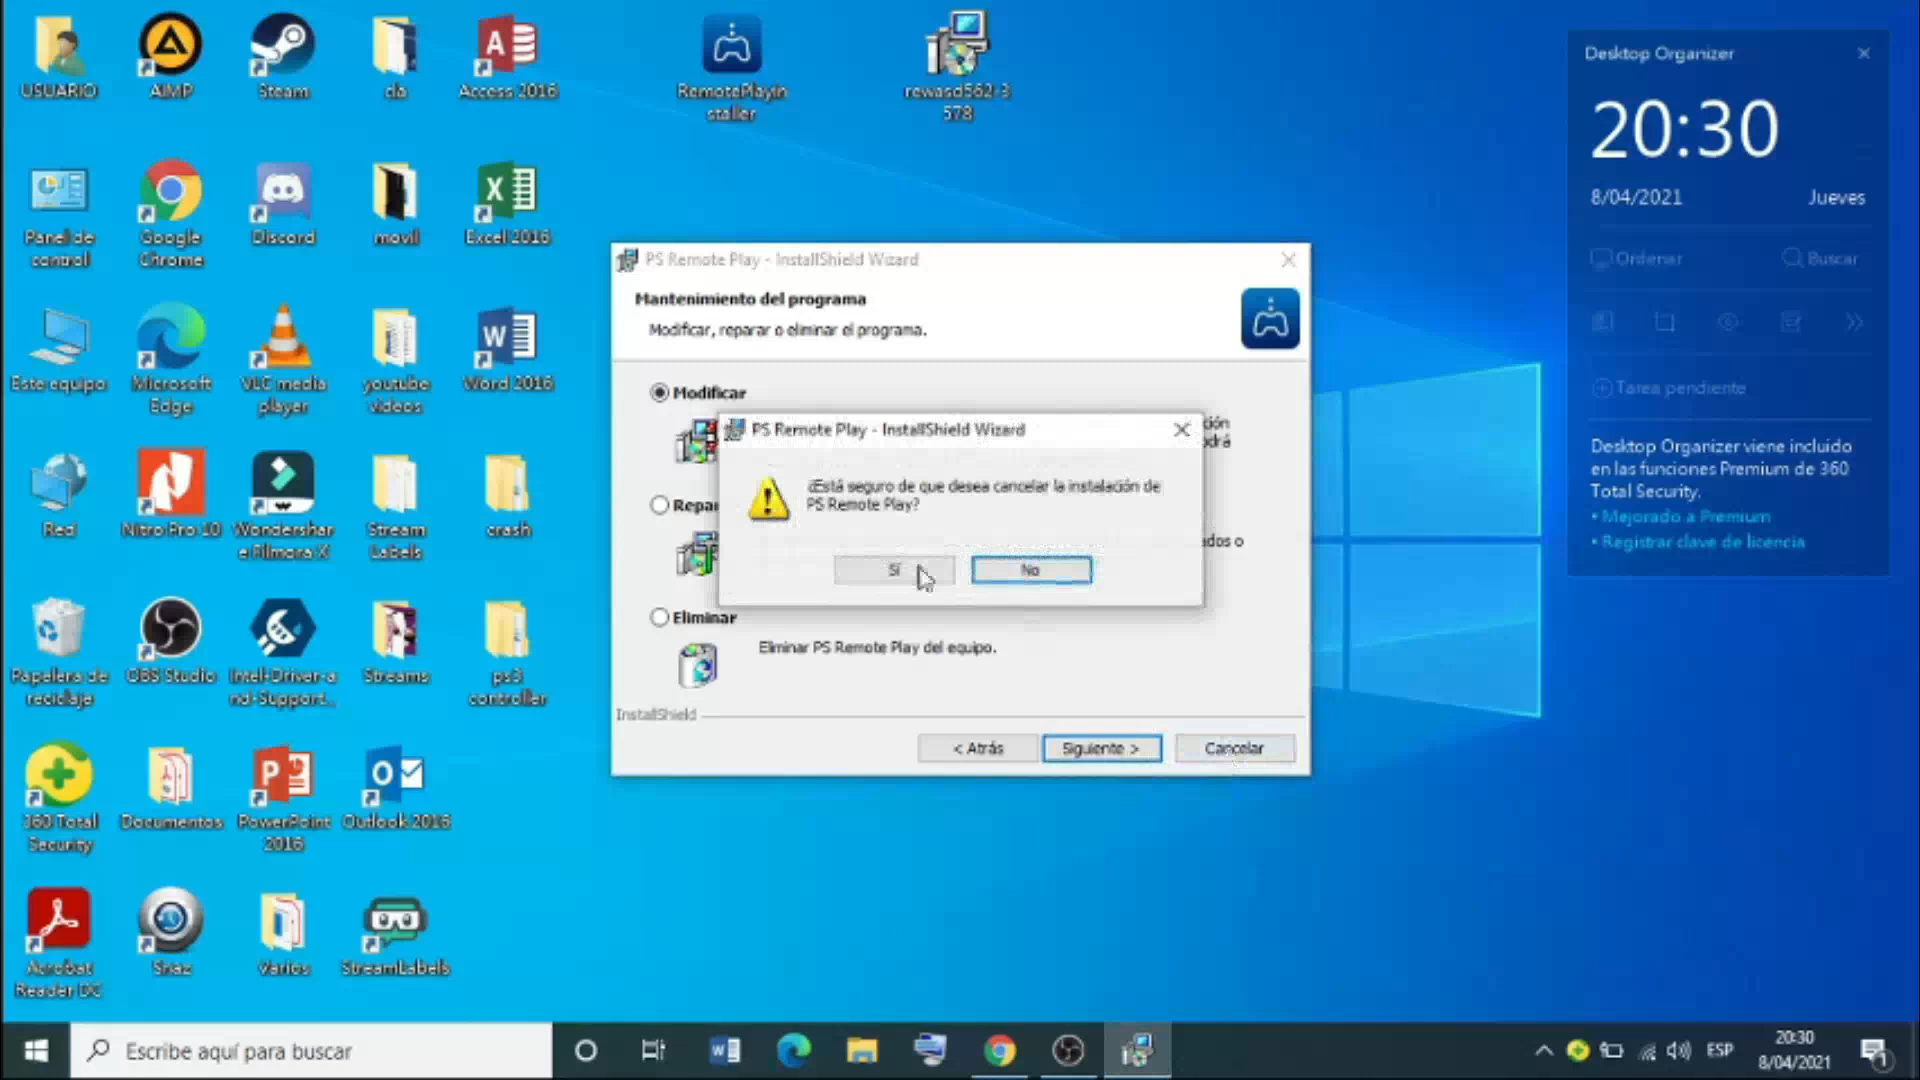 USUARIO
AIMP
Steam
cla
Access 2016
RemotePlayIn
staller
rewasd562-3
578
Panel de
control
Google
Chrome
Discord
movil
Excel 2016
Este equipo
Microsoft
Edge
VLC media
player
youtube
videos
Word 2016
Red
Nitro Pro 10
Wondershar
e Filmora X
Stream
Labels
crash
Papelera de
reciclaje
OBS Studio
Intel-Driver-a
nd-Support...
Streams
ps3
controller
360 Total
Security
Documentos
PowerPoint
2016
Outlook 2016
Acrobat
Reader DC
Snaz
Varios
StreamLabels
PS Remote Play - InstallShield Wizard
Mantenimiento del programa
Modificar, reparar o eliminar el programa.
Modificar
ción
odrá
PS Remote Play - InstallShield Wizard
¿Está seguro de que desea cancelar la instalación de
PS Remote Play?
Sí
No
Repar
ados o
Eliminar
Eliminar PS Remote Play del equipo.
InstallShield
< Atrás
Siguiente >
Cancelar
Desktop Organizer
20:30
8/04/2021
Jueves
Ordenar
Buscar
Tarea pendiente
Desktop Organizer viene incluido
en las funciones Premium de 360
Total Security.
• Mejorado a Premium
• Registrar clave de licencia
Escribe aquí para buscar
ESP
20:30
8/04/2021
1